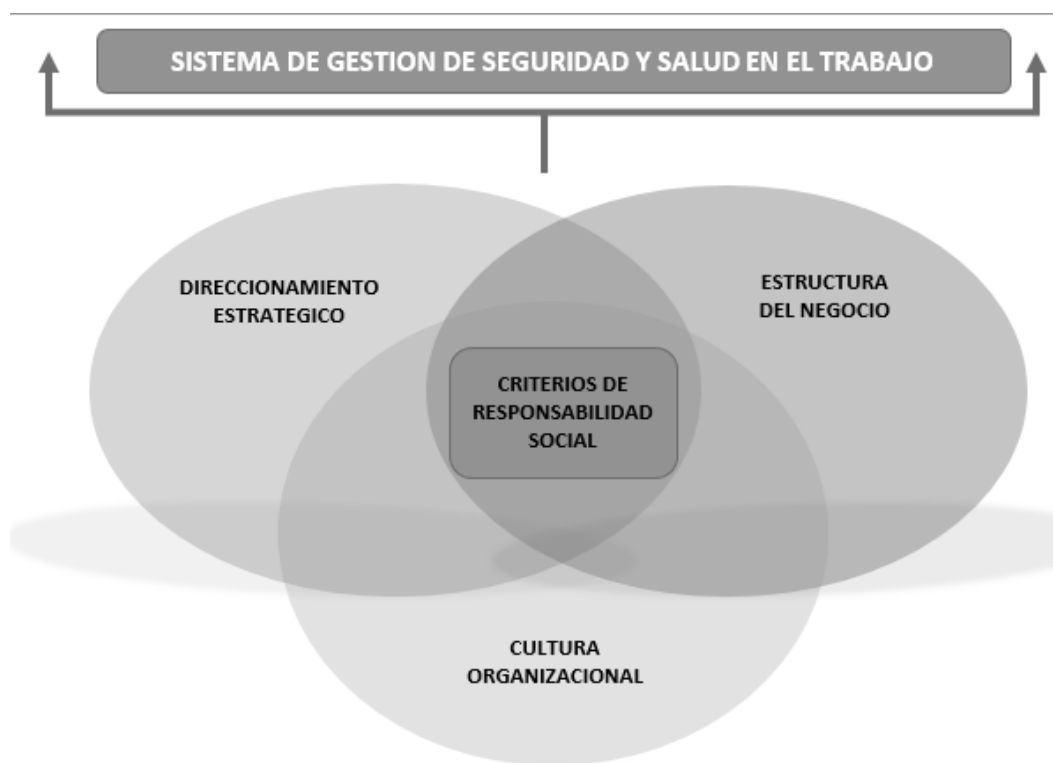 SISTEMA DE GESTION DE SEGURIDAD Y SALUD EN EL TRABAJO
DIRECCIONAMIENTO
ESTRATEGICO
ESTRUCTURA
DEL NEGOCIO
CRITERIOS DE
RESPONSABILIDAD
SOCIAL
CULTURA
ORGANIZACIONAL